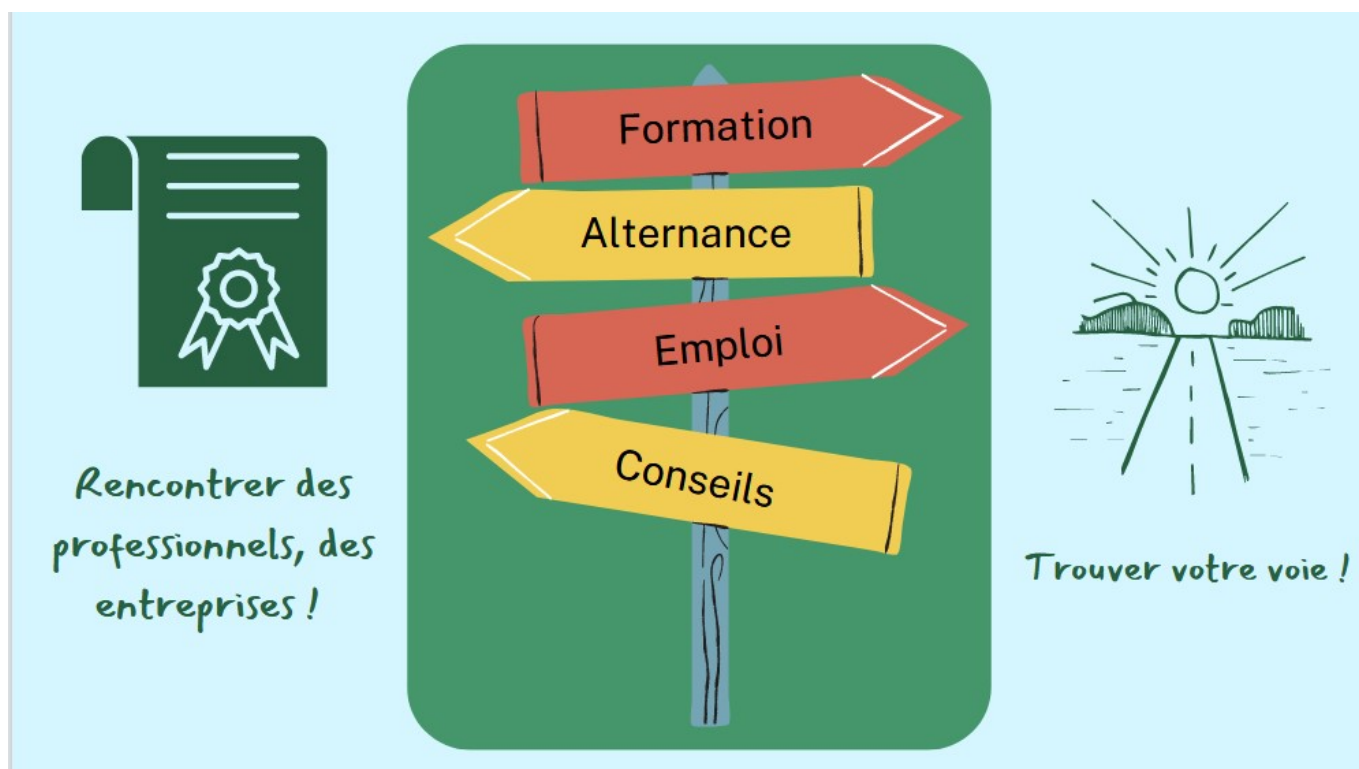 Rencontrer des
professionnels, des
entreprises !
Formation
Alternance
Emploi
Conseils
Trouver votre voie !